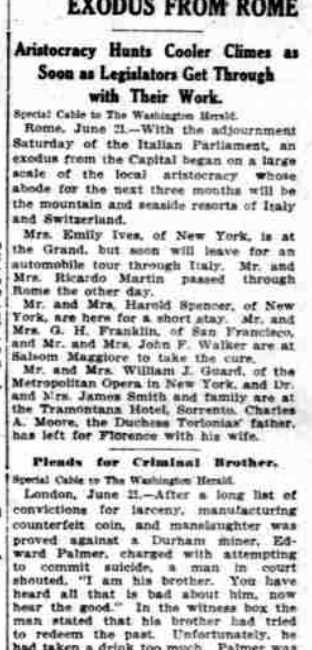 EXODUS FROM ROME
Aristocracy Hunts Cooler Climes as
Soon as Legislators Get Through
with Their Work.
Special Cable to The Washington Herald.
Rome, June 21.—With the adjournment
Saturday of the Italian Parliament, an
exodus from the Capital began on a large
scale of the local aristocracy whose
abode for the next three months will be
the mountain and seaside resorts of Italy
and Switzerland.
Mrs. Emily Ives, of New York, is at
the Grand, but soon will leave for an
automobile tour through Italy. Mr. and
Mrs. Ricardo Martin passed through
Rome the other day.
Mr. and Mrs. Harold Spencer, of New
York, are here for a short stay. Mr. and
Mrs. G. H. Franklin, of San Francisco,
and Mr. and Mrs. John F. Walker are at
Salsom Maggiore to take the cure.
Mr. and Mrs. William J. Guard, of the
Metropolitan Opera in New York, and Dr.
and Mrs. James Smith and family are at
the Tramontana Hotel, Sorrento. Charles
A. Moore, the Duchess Torlonias' father,
has left for Florence with his wife.
Pleads for Criminal Brother.
Special Cable to The Washington Herald.
London, June 21.—After a long list of
convictions for larceny, manufacturing
counterfeit coin, and manslaughter was
proved against a Durham miner, Ed-
ward Palmer, charged with attempting
to commit suicide, a man in court
shouted, "I am his brother. You have
heard all that is bad about him, now
hear the good." In the witness box the
man stated that his brother had tried
to redeem the past. Unfortunately, he
had taken a drink too much. Palmer was